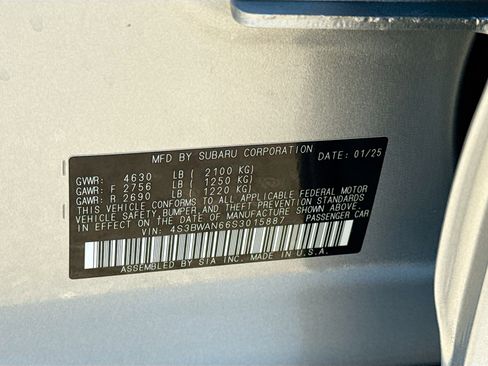 MFD BY SUBARU CORPORATION DATE: 01/25
GVWR: 4630 LB ( 2100 KG)
GAWR: F 2756 LB ( 1250 KG)
GAWR: R 2690 LB ( 1220 KG)
THIS VEHICLE CONFORMS TO ALL APPLICABLE FEDERAL MOTOR
VEHICLE SAFETY, BUMPER, AND THEFT PREVENTION STANDARDS
IN EFFECT ON THE DATE OF MANUFACTURE SHOWN ABOVE.
VIN: 4S3BWAN66S3015887 PASSENGER CAR
ASSEMBLED BY SIA INC. MADE IN U.S.A.